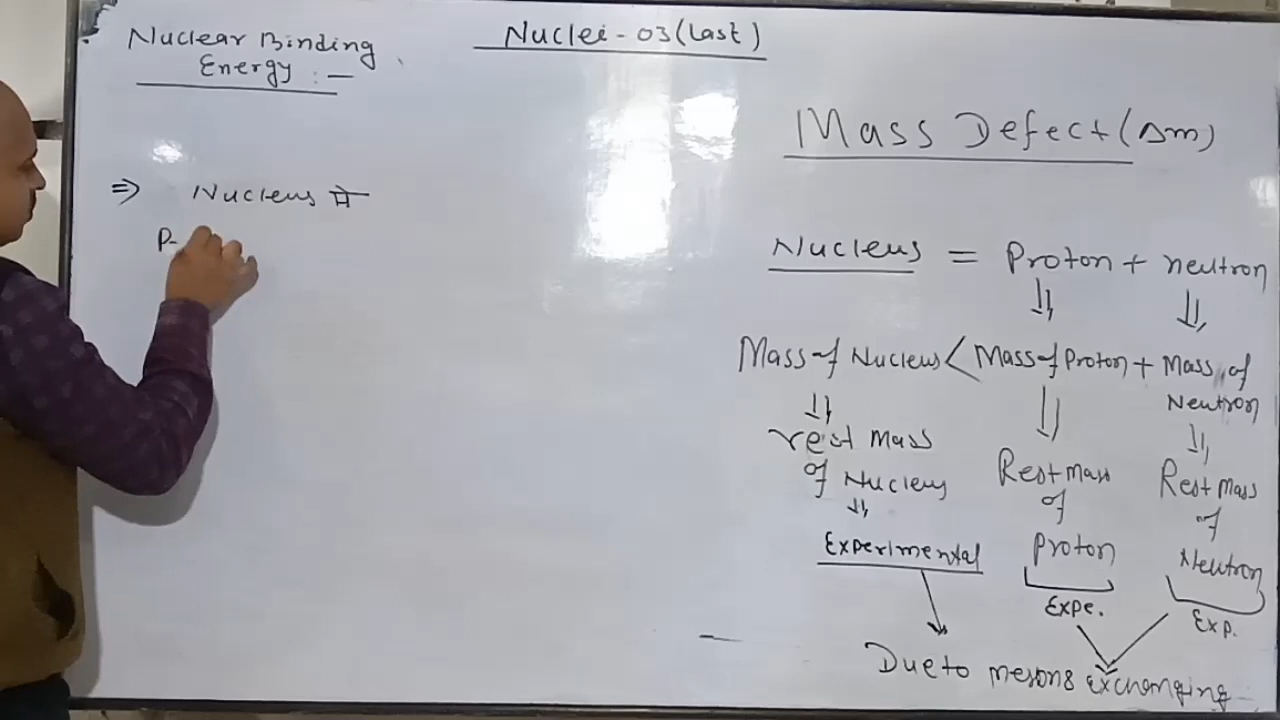 Nuclei - 03 (Last)
Nuclear Binding
Energy : —
⇒ Nucleus में
P-
Mass Defect (Δm)
Nucleus = Proton + neutron
Mass of Nucleus < Mass of Proton + Mass of
Neutron
rest mass
of Nucleus
Experimental
Rest mass
of
Proton
Expe.
Rest Mass
of
Neutron
Exp.
Due to mesons exchanging